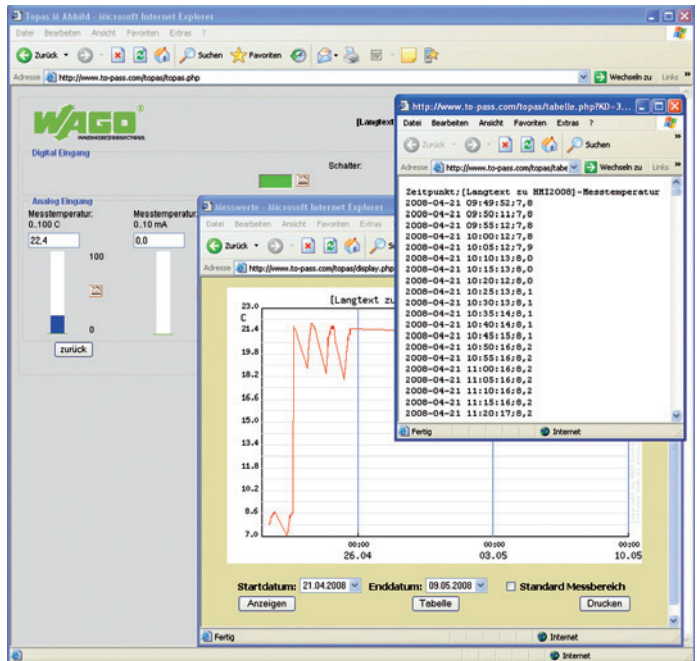 Topas M Abbild - Microsoft Internet Explorer
Datei Bearbeiten Ansicht Favoriten Extras ?
Zurück Suchen Favoriten
Adresse http://www.to-pass.com/topas/topas.php Wechseln zu Links »
WAGO®
[Langtext
Digital Eingang
Schalter:
Analog Eingang
Messtemperatur: Messtemperatur:
0..100 C 0..10 mA
22,4 0,0
100
0
zurück
Messwerte - Microsoft Internet Explorer
Datei Bearbeiten Ansicht Favoriten Extras
Zurück
Adresse http://www.to-pass.com/topas/display.php
[Langtext zu
23.0
C
21.4
19.8
18.2
16.6
15.0
13.4
11.8
10.2
8.6
7.0
00:00 00:00 00:00
26.04 03.05 10.05
Startdatum: 21.04.2008 Enddatum: 09.05.2008 Standard Messbereich
Anzeigen Tabelle Drucken
Fertig Internet
http://www.to-pass.com/topas/tabelle.php?KD-3...
Datei Bearbeiten Ansicht Favoriten Extras ? »
Zurück Suchen »
Adresse http://www.to-pass.com/topas/tabe Wechseln zu Links »
Zeitpunkt;[Langtext zu HMI2008]-Messtemperatur
2008-04-21 09:49:52;7,8
2008-04-21 09:50:11;7,8
2008-04-21 09:55:12;7,8
2008-04-21 10:00:12;7,9
2008-04-21 10:05:12;7,9
2008-04-21 10:10:13;8,0
2008-04-21 10:15:13;8,0
2008-04-21 10:20:12;8,0
2008-04-21 10:25:13;8,1
2008-04-21 10:30:13;8,1
2008-04-21 10:35:14;8,1
2008-04-21 10:40:14;8,1
2008-04-21 10:45:15;8,1
2008-04-21 10:50:16;8,2
2008-04-21 10:55:16;8,2
2008-04-21 11:00:16;8,2
2008-04-21 11:05:16;8,2
2008-04-21 11:10:16;8,2
2008-04-21 11:15:16;8,2
2008-04-21 11:20:17;8,2
Fertig Internet
Internet